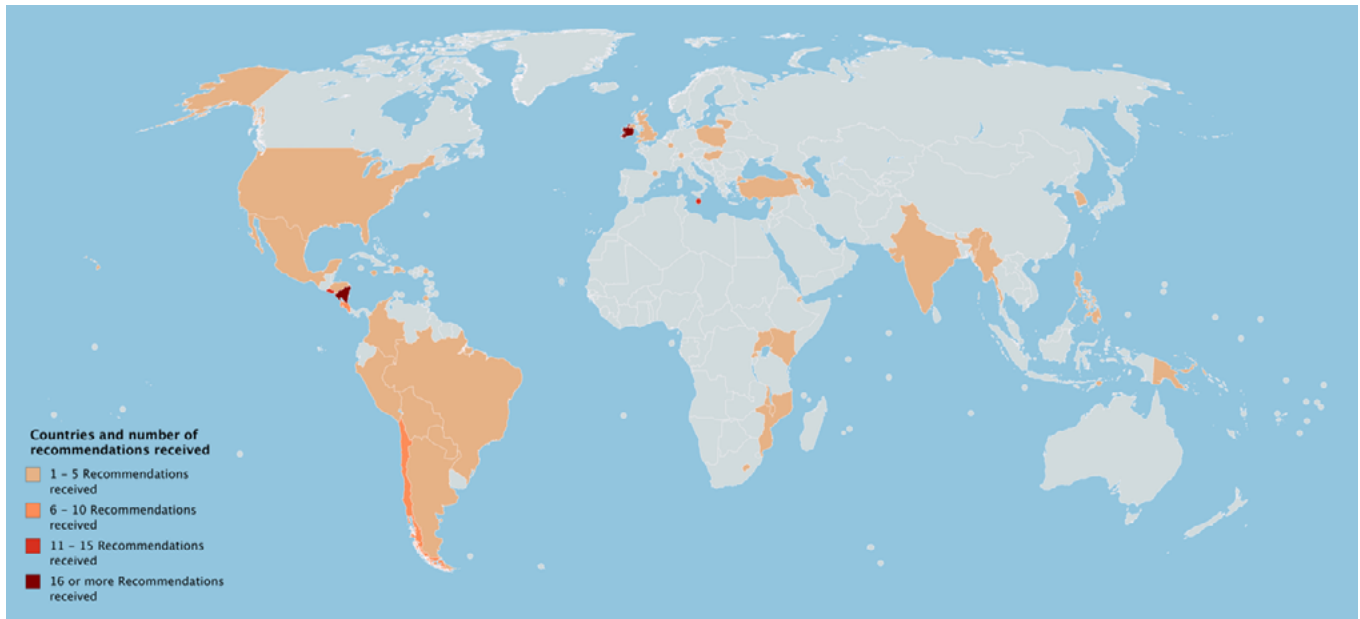 Countries and number of
recommendations received
1 – 5 Recommendations
received
6 – 10 Recommendations
received
11 – 15 Recommendations
received
16 or more Recommendations
received